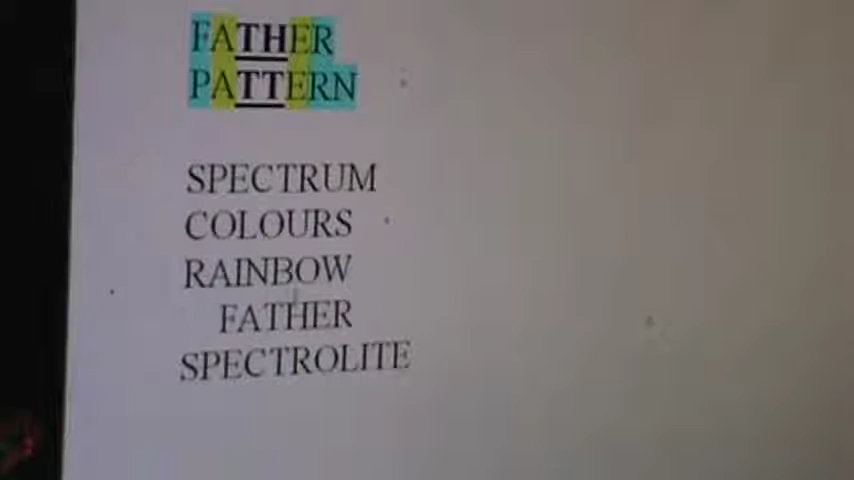 FATHER
PATTERN
SPECTRUM
COLOURS
RAINBOW
FATHER
SPECTROLITE